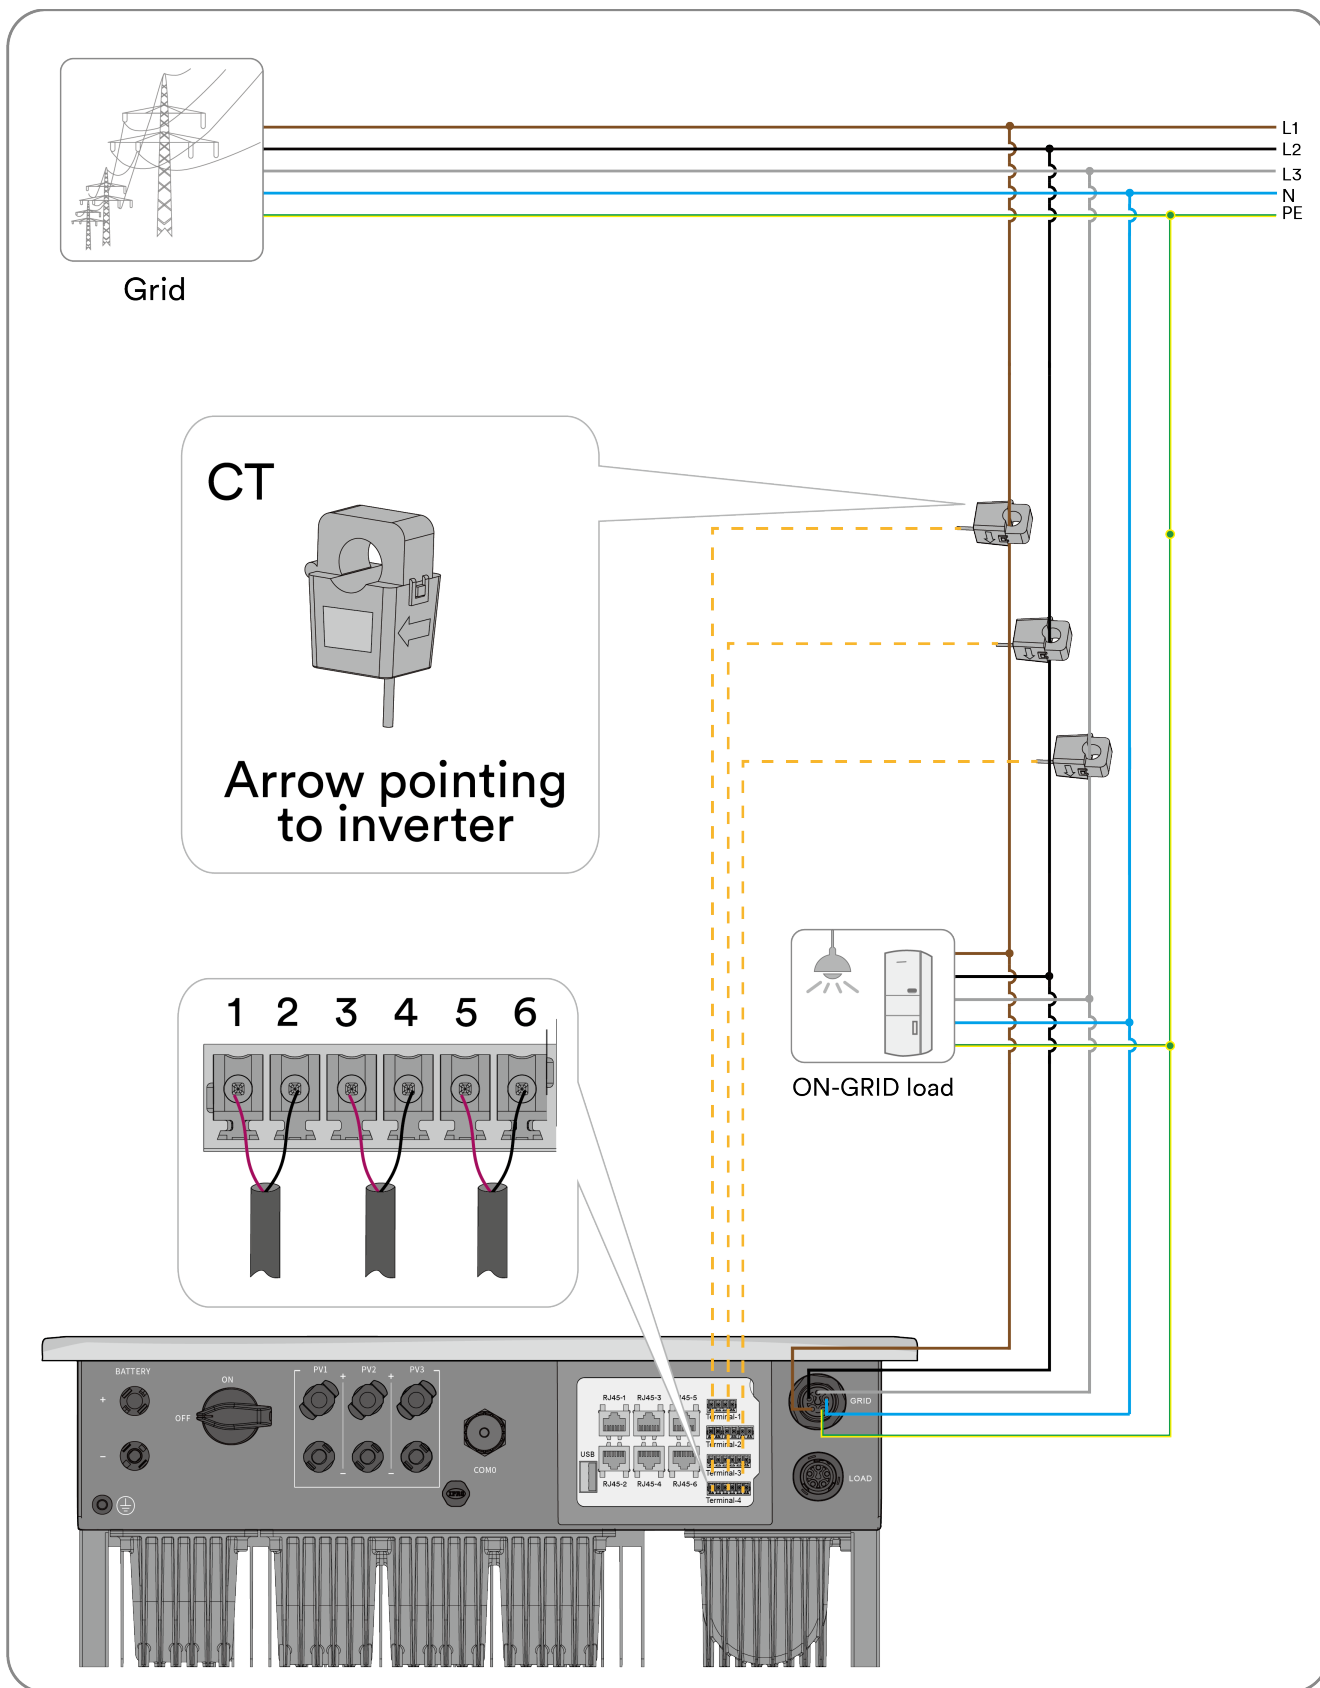 L1
L2
L3
N
PE
Grid
CT
Arrow pointing
to inverter
ON-GRID load
1 2 3 4 5 6
BATTERY
+
−
ON
OFF
PV1 PV2 PV3
+ +
− −
COM0
RJ45-1 RJ45-3 RJ45-5
USB
RJ45-2 RJ45-4 RJ45-6
Terminal-1
Terminal-2
Terminal-3
Terminal-4
GRID
LOAD